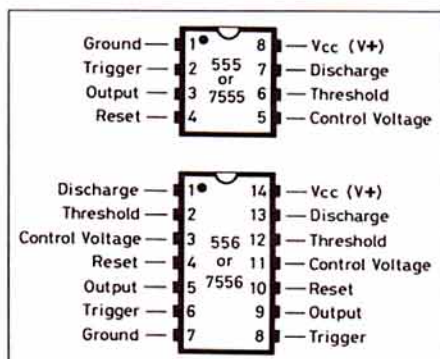 Ground 1 8 Vcc (V+)
Trigger 2 555 7 Discharge
or
Output 3 7555 6 Threshold
Reset 4 5 Control Voltage
Discharge 1 14 Vcc (V+)
Threshold 2 13 Discharge
Control Voltage 3 12 Threshold
556
Reset 4 or 11 Control Voltage
Output 5 7556 10 Reset
Trigger 6 9 Output
Ground 7 8 Trigger